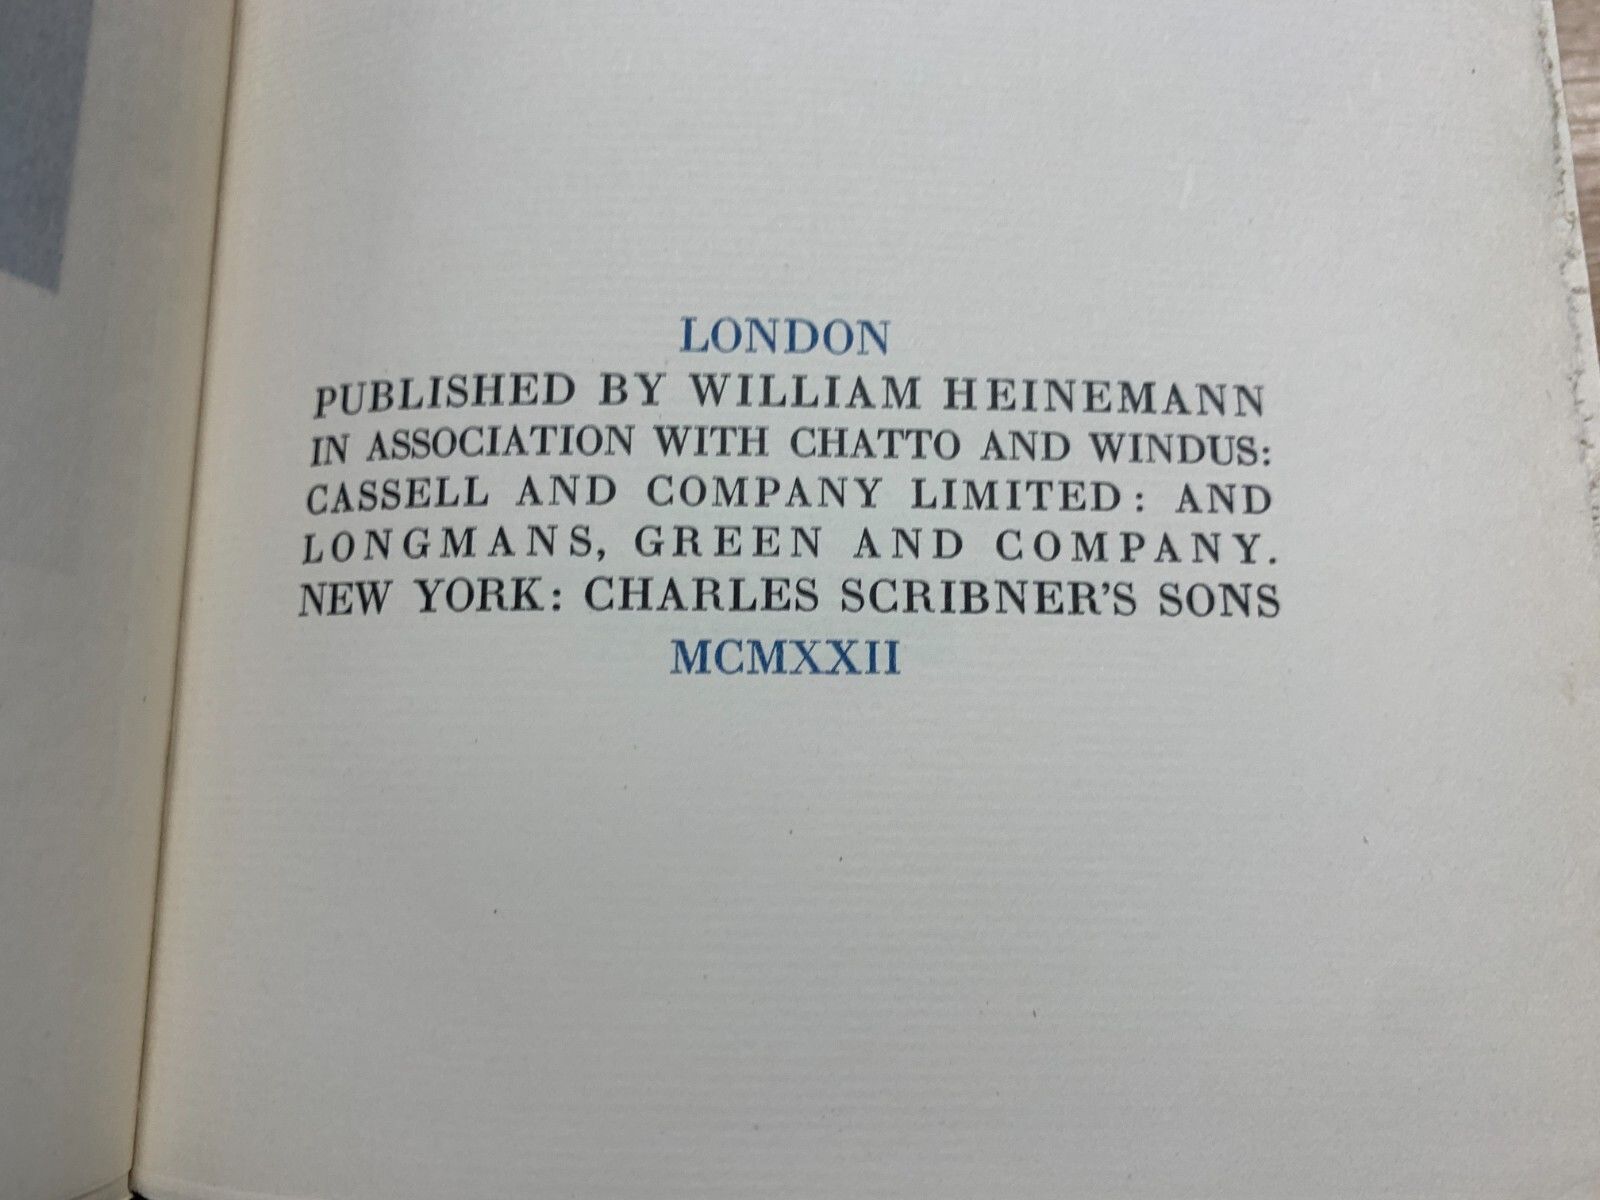 LONDON
PUBLISHED BY WILLIAM HEINEMANN
IN ASSOCIATION WITH CHATTO AND WINDUS:
CASSELL AND COMPANY LIMITED: AND
LONGMANS, GREEN AND COMPANY.
NEW YORK: CHARLES SCRIBNER'S SONS
MCMXXII